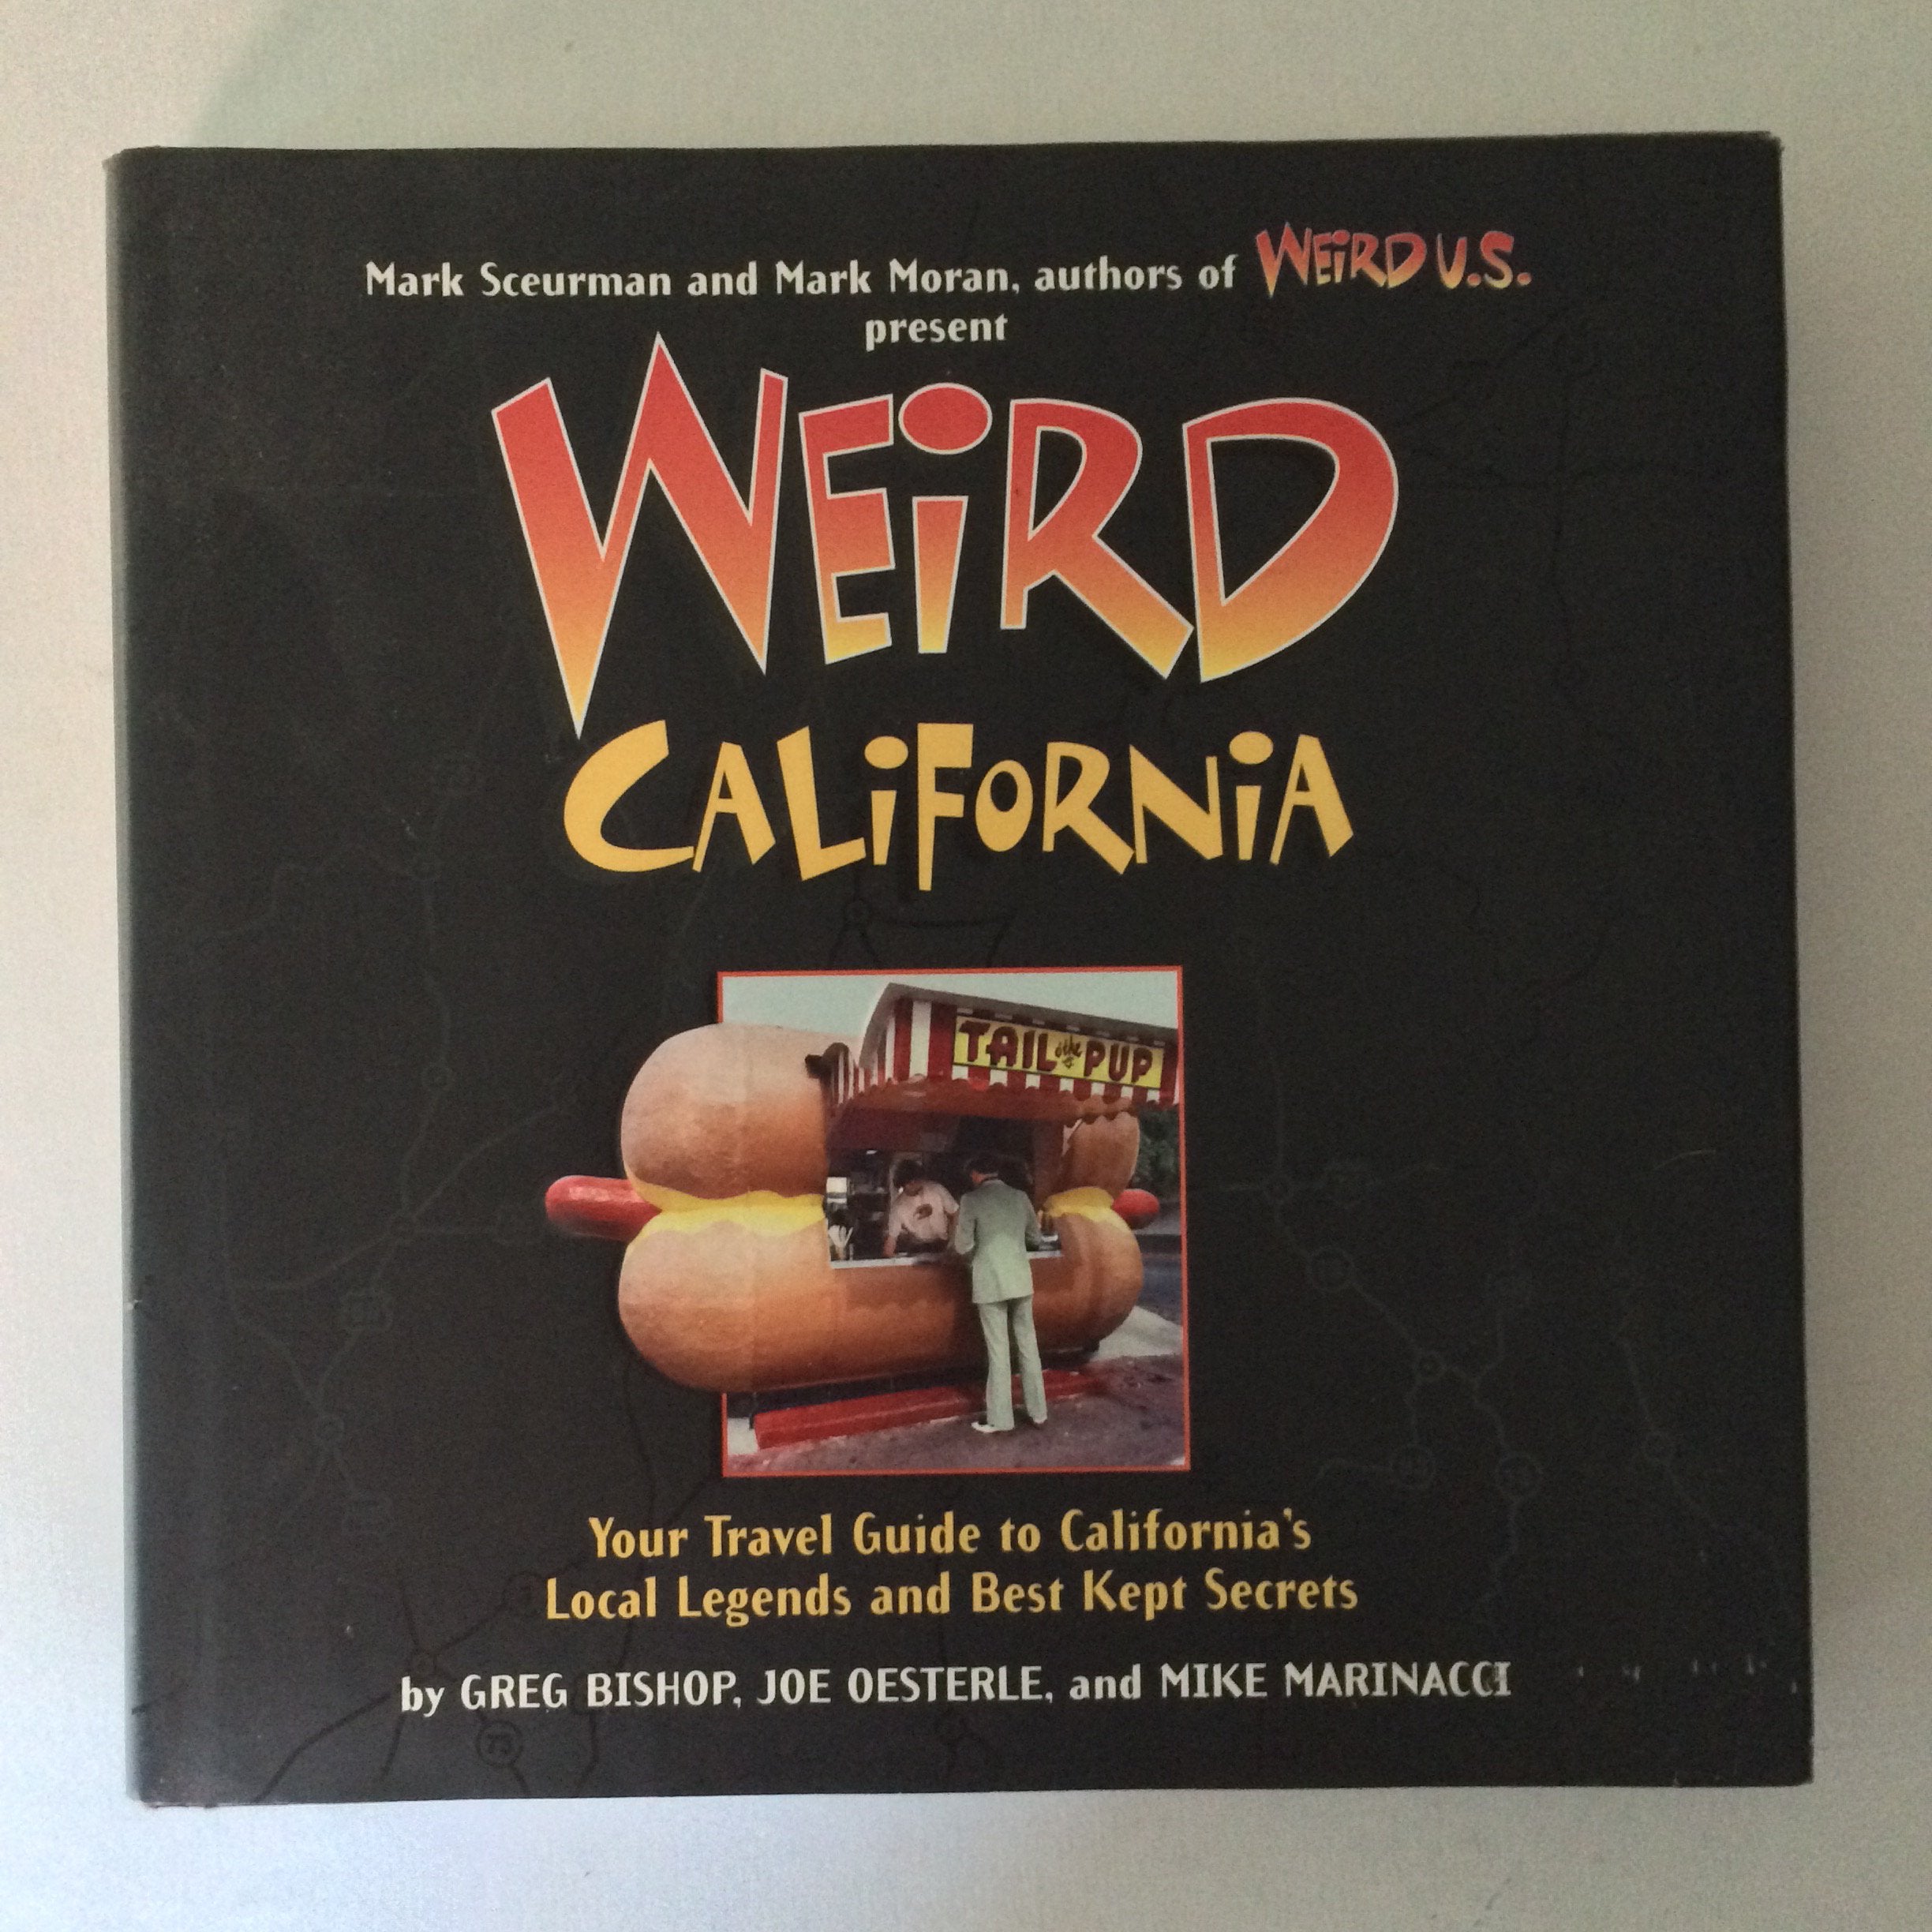 Mark Sceurman and Mark Moran, authors of WEiRD U.S.
present
WEiRD
CALiFORNiA
TAIL o' the PUP
Your Travel Guide to California's
Local Legends and Best Kept Secrets
by GREG BISHOP, JOE OESTERLE, and MIKE MARINACCI
73